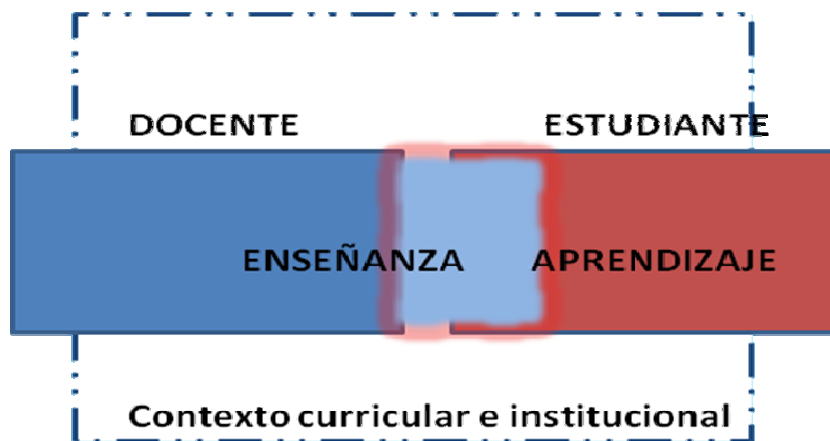 DOCENTE ESTUDIANTE
ENSEÑANZA APRENDIZAJE
Contexto curricular e institucional